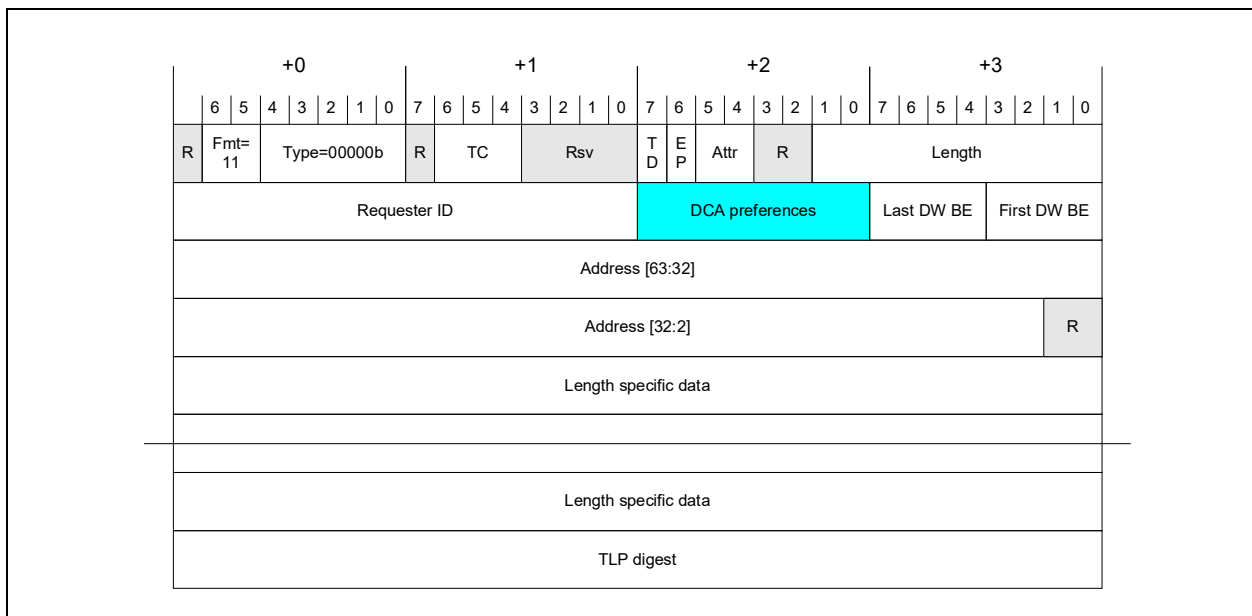 +0 +1 +2 +3
6 5 4 3 2 1 0 7 6 5 4 3 2 1 0 7 6 5 4 3 2 1 0 7 6 5 4 3 2 1 0
R Fmt= 11 Type=00000b R TC Rsv T D E P Attr R Length
Requester ID DCA preferences Last DW BE First DW BE
Address [63:32]
Address [32:2] R
Length specific data
Length specific data
TLP digest